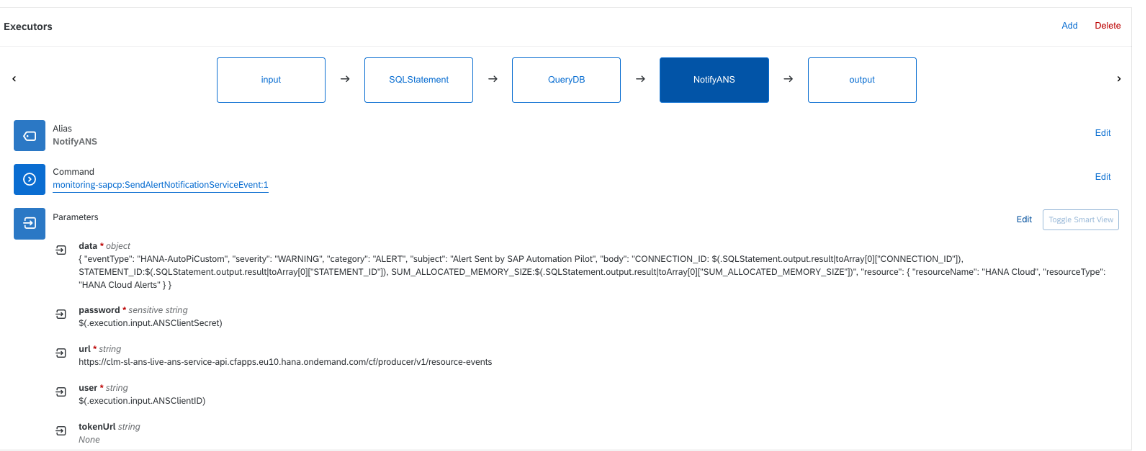 Executors
Add
Delete
input
SQLStatement
QueryDB
NotifyANS
output
Alias
NotifyANS
Edit
Command
monitoring-sapcp:SendAlertNotificationServiceEvent:1
Edit
Parameters
Edit
Toggle Smart View
data * object
{ "eventType": "HANA-AutoPiCustom", "severity": "WARNING", "category": "ALERT", "subject": "Alert Sent by SAP Automation Pilot", "body": "CONNECTION_ID: $(.SQLStatement.output.result|toArray[0]["CONNECTION_ID"]),
STATEMENT_ID:$(.SQLStatement.output.result|toArray[0]["STATEMENT_ID"]), SUM_ALLOCATED_MEMORY_SIZE:$(.SQLStatement.output.result|toArray[0]["SUM_ALLOCATED_MEMORY_SIZE"])", "resource": { "resourceName": "HANA Cloud", "resourceType":
"HANA Cloud Alerts" } }
password * sensitive string
$(.execution.input.ANSClientSecret)
url * string
https://clm-sl-ans-live-ans-service-api.cfapps.eu10.hana.ondemand.com/cf/producer/v1/resource-events
user * string
$(.execution.input.ANSClientID)
tokenUrl string
None